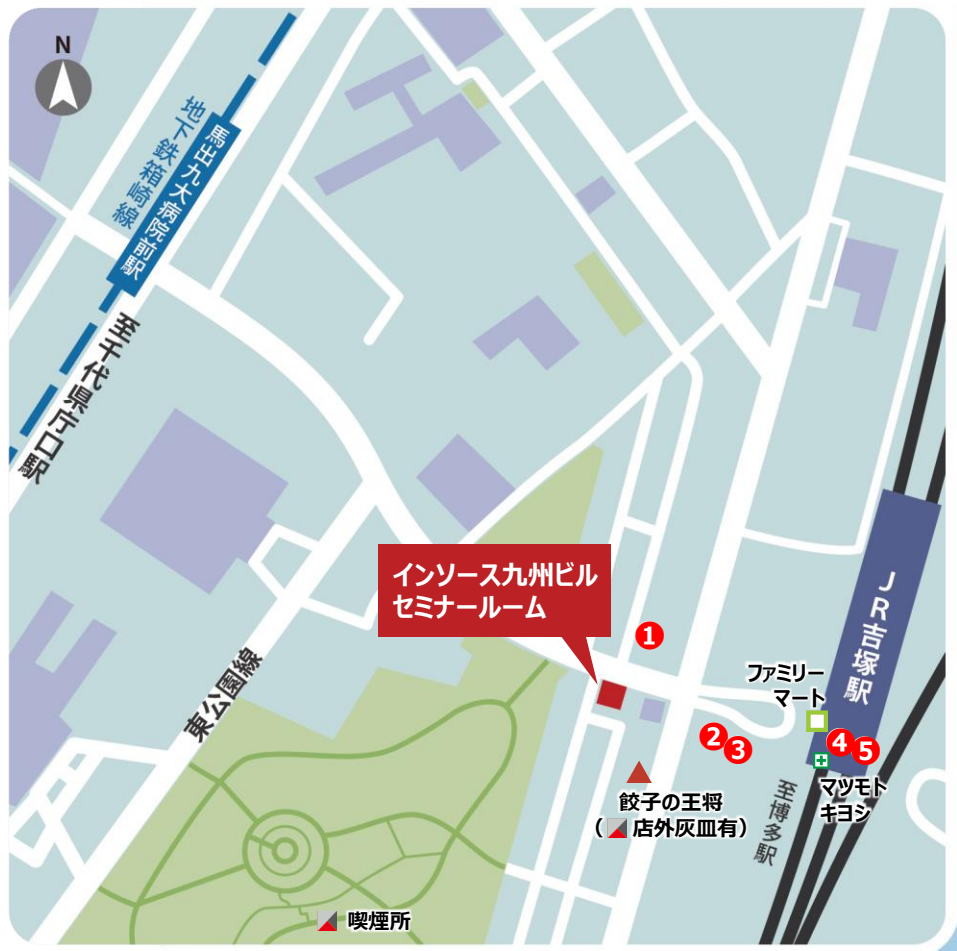 N
地下鉄箱崎線
馬出九大病院前駅
至千代県庁口駅
インソース九州ビル
セミナールーム
1
JR吉塚駅
ファミリー
マート
東公園線
2
3
4
5
マツモト
キヨシ
至博多駅
餃子の王将
（ 店外灰皿有）
喫煙所